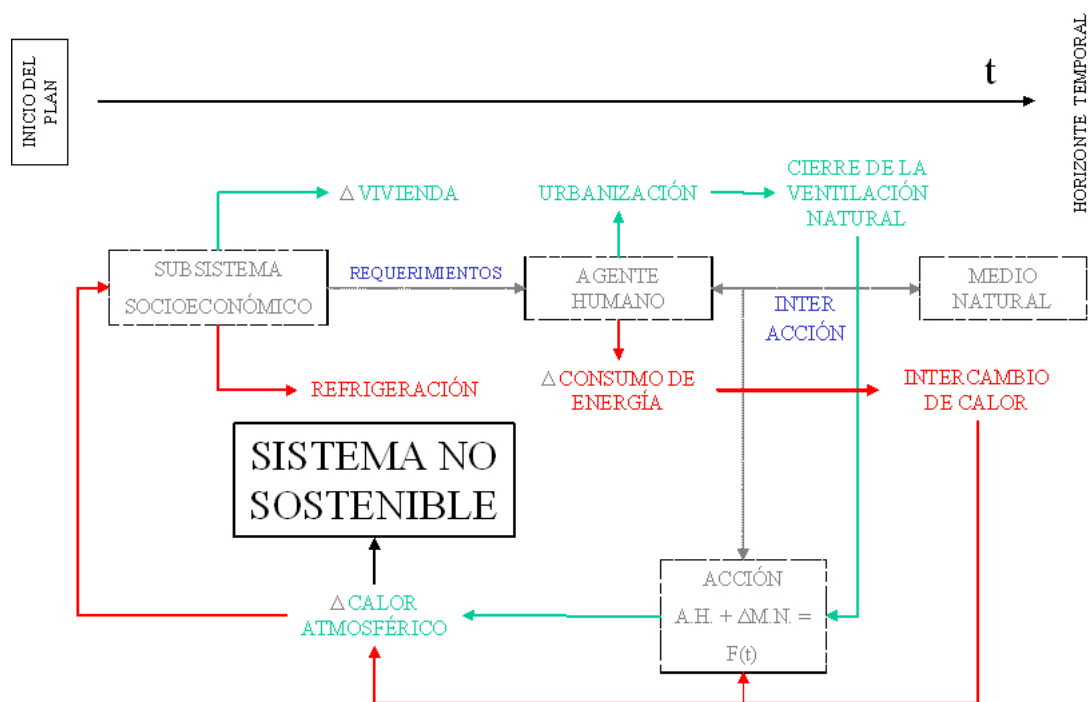 INICIO DEL
PLAN
t
HORIZONTE TEMPORAL
△ VIVIENDA
URBANIZACIÓN
CIERRE DE LA
VENTILACIÓN
NATURAL
SUBSISTEMA
SOCIOECONÓMICO
REQUERIMIENTOS
AGENTE
HUMANO
INTER
ACCIÓN
MEDIO
NATURAL
REFRIGERACIÓN
△ CONSUMO DE
ENERGÍA
INTERCAMBIO
DE CALOR
SISTEMA NO
SOSTENIBLE
△ CALOR
ATMOSFÉRICO
ACCIÓN
A.H. + ΔM.N. =
F(t)